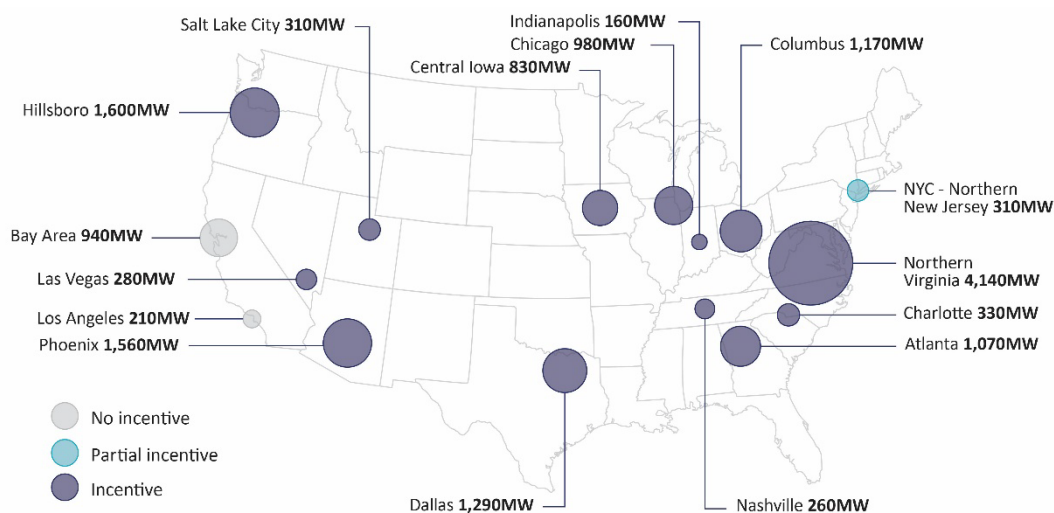 Salt Lake City 310MW
Indianapolis 160MW
Chicago 980MW
Columbus 1,170MW
Central Iowa 830MW
Hillsboro 1,600MW
NYC - Northern
New Jersey 310MW
Bay Area 940MW
Las Vegas 280MW
Northern
Virginia 4,140MW
Los Angeles 210MW
Charlotte 330MW
Phoenix 1,560MW
Atlanta 1,070MW
No incentive
Partial incentive
Incentive
Dallas 1,290MW
Nashville 260MW